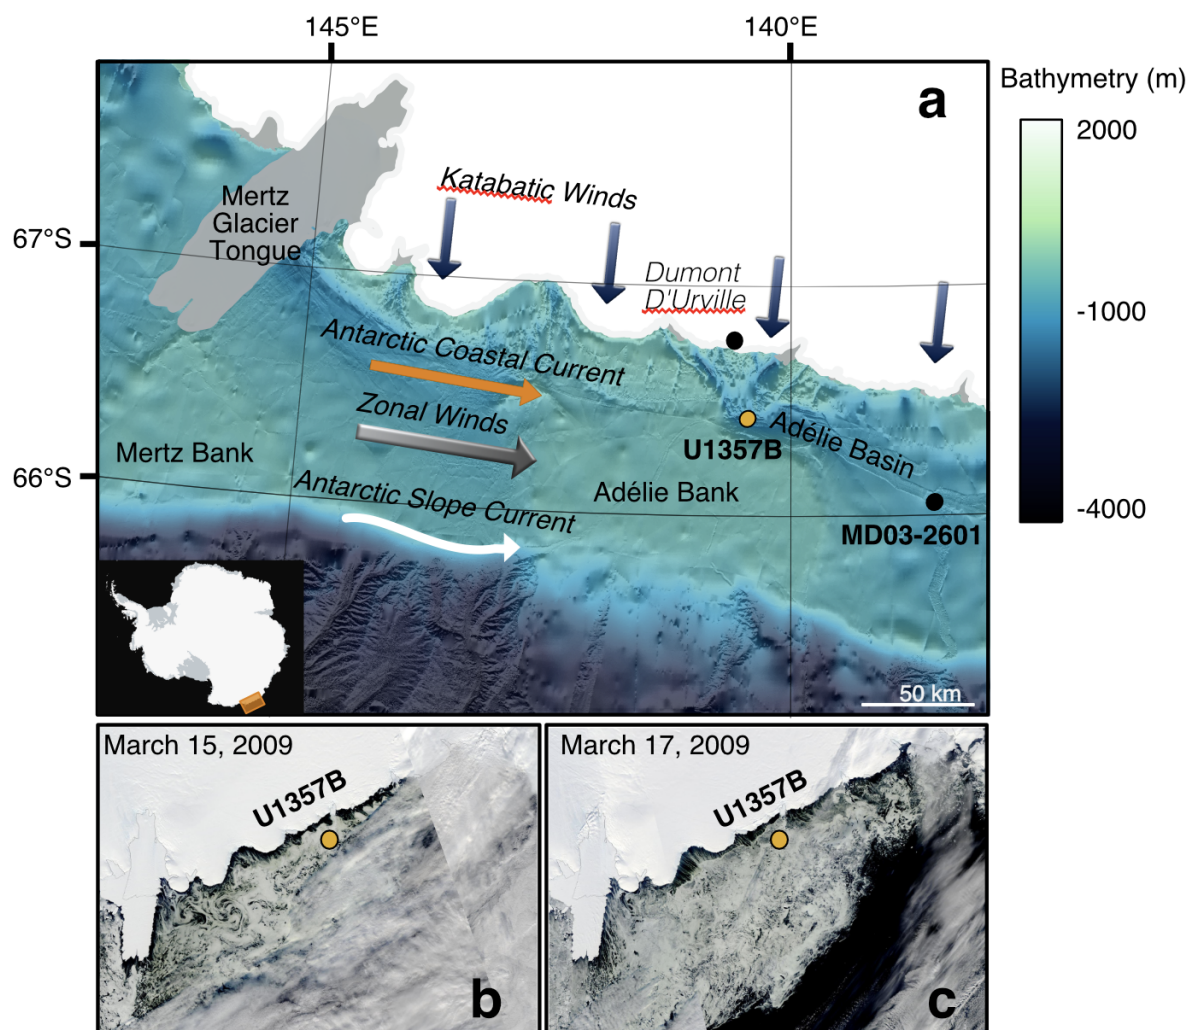 145°E
140°E
Bathymetry (m)
a
2000
-1000
-4000
67°S
66°S
Mertz
Glacier
Tongue
Katabatic Winds
Dumont
D'Urville
Antarctic Coastal Current
Zonal Winds
U1357B
Adélie Basin
Mertz Bank
Antarctic Slope Current
Adélie Bank
MD03-2601
50 km
March 15, 2009
U1357B
b
March 17, 2009
U1357B
c